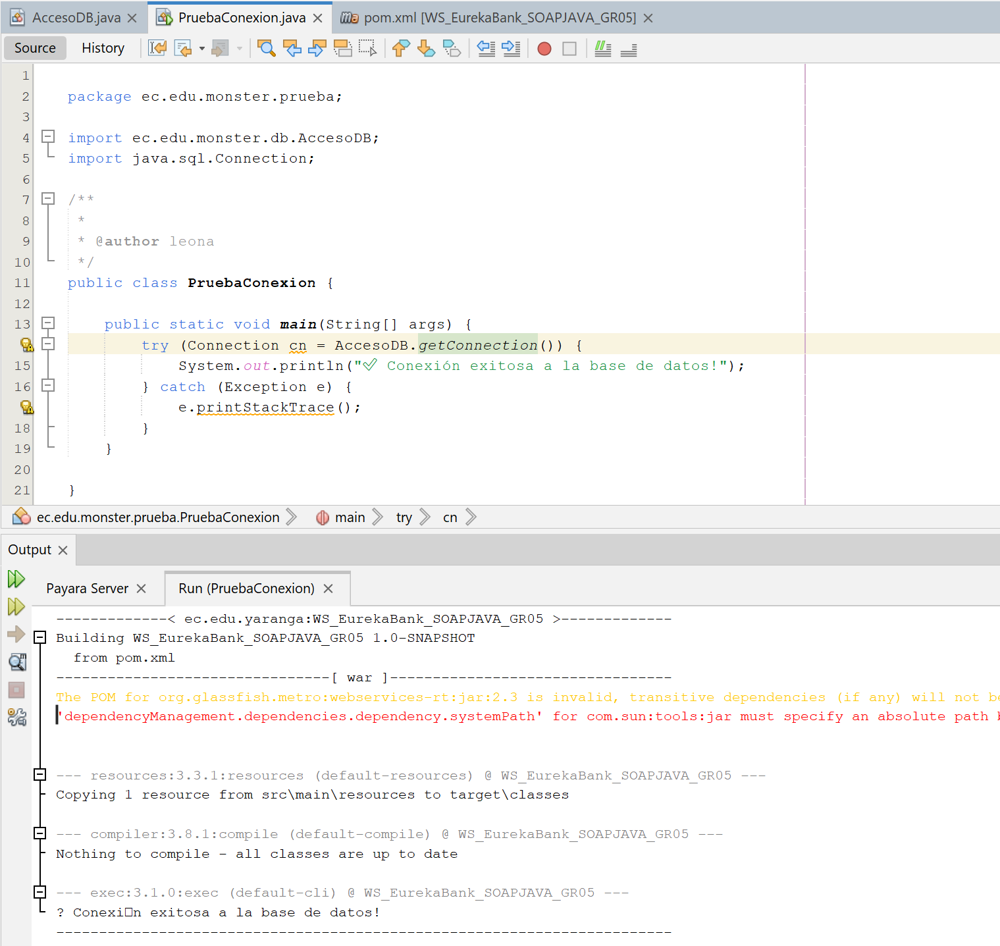 AccesoDB.java
PruebaConexion.java
pom.xml [WS_EurekaBank_SOAPJAVA_GR05]
Source History
1
2 package ec.edu.monster.prueba;
3
4 import ec.edu.monster.db.AccesoDB;
5 import java.sql.Connection;
6
7 /**
8 *
9 * @author leona
10 */
11 public class PruebaConexion {
12
13 public static void main(String[] args) {
try (Connection cn = AccesoDB.getConnection()) {
15 System.out.println("✅ Conexión exitosa a la base de datos!");
16 } catch (Exception e) {
e.printStackTrace();
18 }
19 }
20
21 }
ec.edu.monster.prueba.PruebaConexion main try cn
Output
Payara Server Run (PruebaConexion)
-------------< ec.edu.yaranga:WS_EurekaBank_SOAPJAVA_GR05 >-------------
Building WS_EurekaBank_SOAPJAVA_GR05 1.0-SNAPSHOT
from pom.xml
--------------------------------[ war ]---------------------------------
The POM for org.glassfish.metro:webservices-rt:jar:2.3 is invalid, transitive dependencies (if any) will not be
'dependencyManagement.dependencies.dependency.systemPath' for com.sun:tools:jar must specify an absolute path
--- resources:3.3.1:resources (default-resources) @ WS_EurekaBank_SOAPJAVA_GR05 ---
Copying 1 resource from src\main\resources to target\classes
--- compiler:3.8.1:compile (default-compile) @ WS_EurekaBank_SOAPJAVA_GR05 ---
Nothing to compile - all classes are up to date
--- exec:3.1.0:exec (default-cli) @ WS_EurekaBank_SOAPJAVA_GR05 ---
? Conexi□n exitosa a la base de datos!
------------------------------------------------------------------------